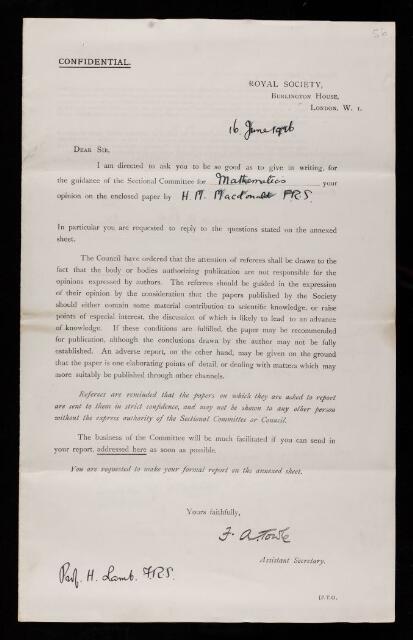 56
CONFIDENTIAL.
ROYAL SOCIETY,
BURLINGTON HOUSE,
LONDON, W. 1.
16 June 1926
DEAR SIR,
I am directed to ask you to be so good as to give in writing, for
the guidance of the Sectional Committee for Mathematics your
opinion on the enclosed paper by H. M. Macdonald FRS.
In particular you are requested to reply to the questions stated on the annexed
sheet.
The Council have ordered that the attention of referees shall be drawn to the
fact that the body or bodies authorizing publication are not responsible for the
opinions expressed by authors. The referees should be guided in the expression
of their opinion by the consideration that the papers published by the Society
should either contain some material contribution to scientific knowledge, or raise
points of especial interest, the discussion of which is likely to lead to an advance
of knowledge. If these conditions are fulfilled, the paper may be recommended
for publication, although the conclusions drawn by the author may not be fully
established. An adverse report, on the other hand, may be given on the ground
that the paper is one elaborating points of detail, or dealing with matters which may
more suitably be published through other channels.
Referees are reminded that the papers on which they are asked to report
are sent to them in strict confidence, and may not be shown to any other person
without the express authority of the Sectional Committee or Council.
The business of the Committee will be much facilitated if you can send in
your report, addressed here as soon as possible.
You are requested to make your formal report on the annexed sheet.
Yours faithfully,
F. A. Towle
Assistant Secretary.
Prof. H. Lamb. FRS.
[P.T.O.